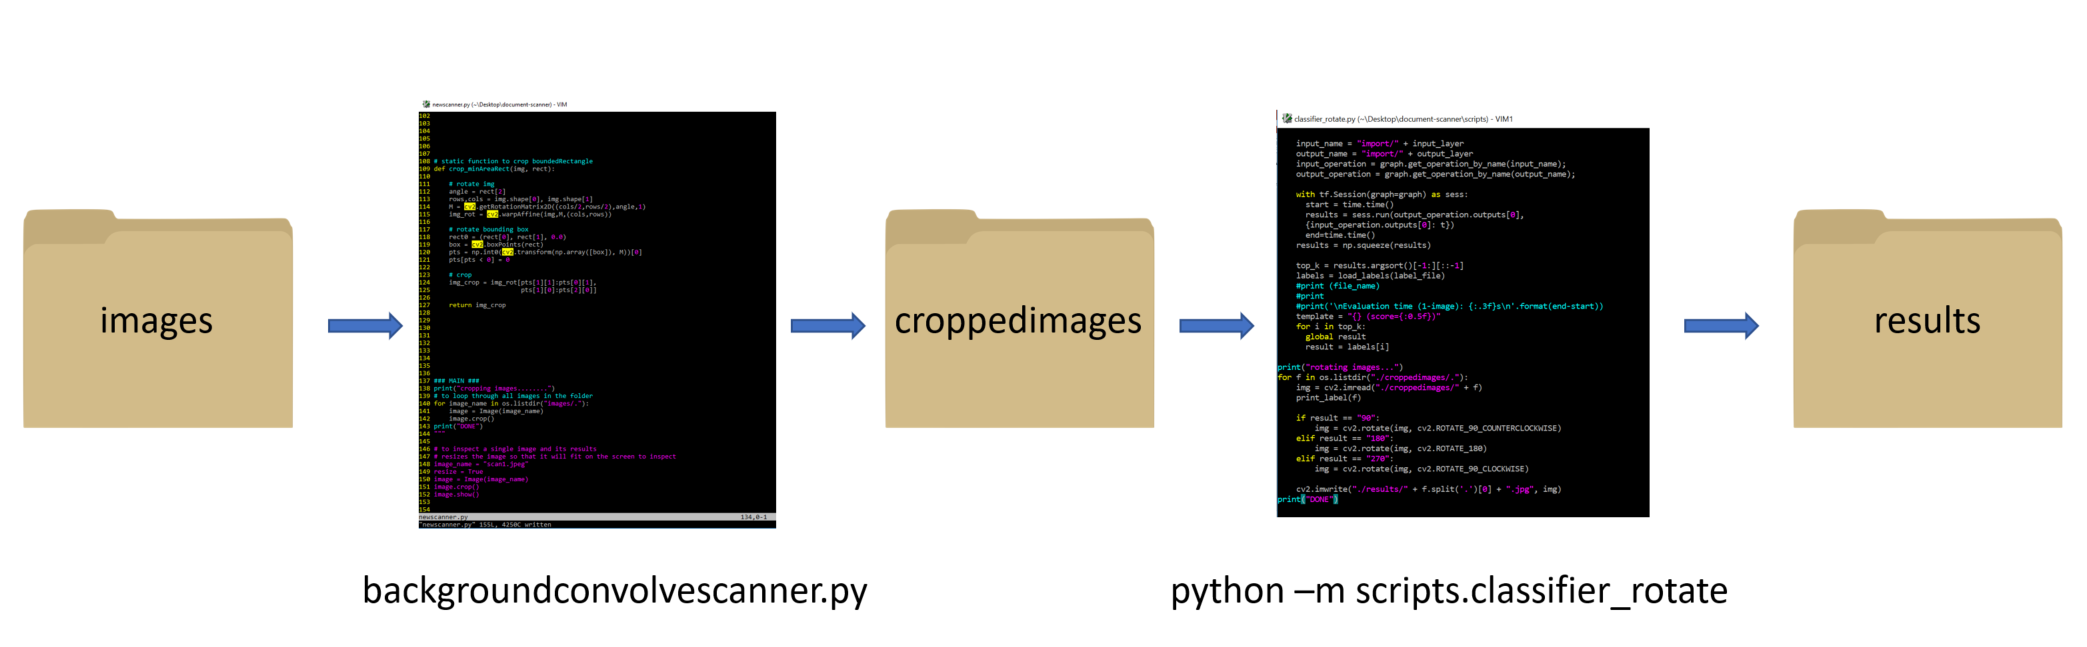 images
newscanner.py (~\Desktop\document-scanner) - VIM
102
103
104
105
106
107
108 # static function to crop boundedRectangle
109 def crop_minAreaRect(img, rect):
110
111     # rotate img
112     angle = rect[2]
113     rows,cols = img.shape[0], img.shape[1]
114     M = cv2.getRotationMatrix2D((cols/2,rows/2),angle,1)
115     img_rot = cv2.warpAffine(img,M,(cols,rows))
116
117     # rotate bounding box
118     rect0 = (rect[0], rect[1], 0.0)
119     box = cv2.boxPoints(rect)
120     pts = np.int0(cv2.transform(np.array([box]), M))[0]
121     pts[pts < 0] = 0
122
123     # crop
124     img_crop = img_rot[pts[1][1]:pts[0][1],
125                        pts[1][0]:pts[2][0]]
126
127     return img_crop
128
129
130
131
132
133
134
135
136
137 ### MAIN ###
138 print("cropping images........")
139 # to loop through all images in the folder
140 for image_name in os.listdir("images/."):
141     image = Image(image_name)
142     image.crop()
143 print("DONE")
144 """
145
146 # to inspect a single image and its results
147 # resizes the image so that it will fit on the screen to inspect
148 image_name = "scan1.jpeg"
149 resize = True
150 image = Image(image_name)
151 image.crop()
152 image.show()
153
154
newscanner.py 134,0-1
"newscanner.py" 155L, 4250C written
backgroundconvolvescanner.py
croppedimages
classifier_rotate.py (~\Desktop\document-scanner\scripts) - VIM1
input_name = "import/" + input_layer
output_name = "import/" + output_layer
input_operation = graph.get_operation_by_name(input_name);
output_operation = graph.get_operation_by_name(output_name);
with tf.Session(graph=graph) as sess:
start = time.time()
results = sess.run(output_operation.outputs[0],
{input_operation.outputs[0]: t})
end=time.time()
results = np.squeeze(results)
top_k = results.argsort()[-1:][::-1]
labels = load_labels(label_file)
#print (file_name)
#print
#print('\nEvaluation time (1-image): {:.3f}s\n'.format(end-start))
template = "{} (score={:0.5f})"
for i in top_k:
global result
result = labels[i]
print("rotating images...")
for f in os.listdir("./croppedimages/."):
img = cv2.imread("./croppedimages/" + f)
print_label(f)
if result == "90":
img = cv2.rotate(img, cv2.ROTATE_90_COUNTERCLOCKWISE)
elif result == "180":
img = cv2.rotate(img, cv2.ROTATE_180)
elif result == "270":
img = cv2.rotate(img, cv2.ROTATE_90_CLOCKWISE)
cv2.imwrite("./results/" + f.split('.')[0] + ".jpg", img)
print("DONE")
python –m scripts.classifier_rotate
results